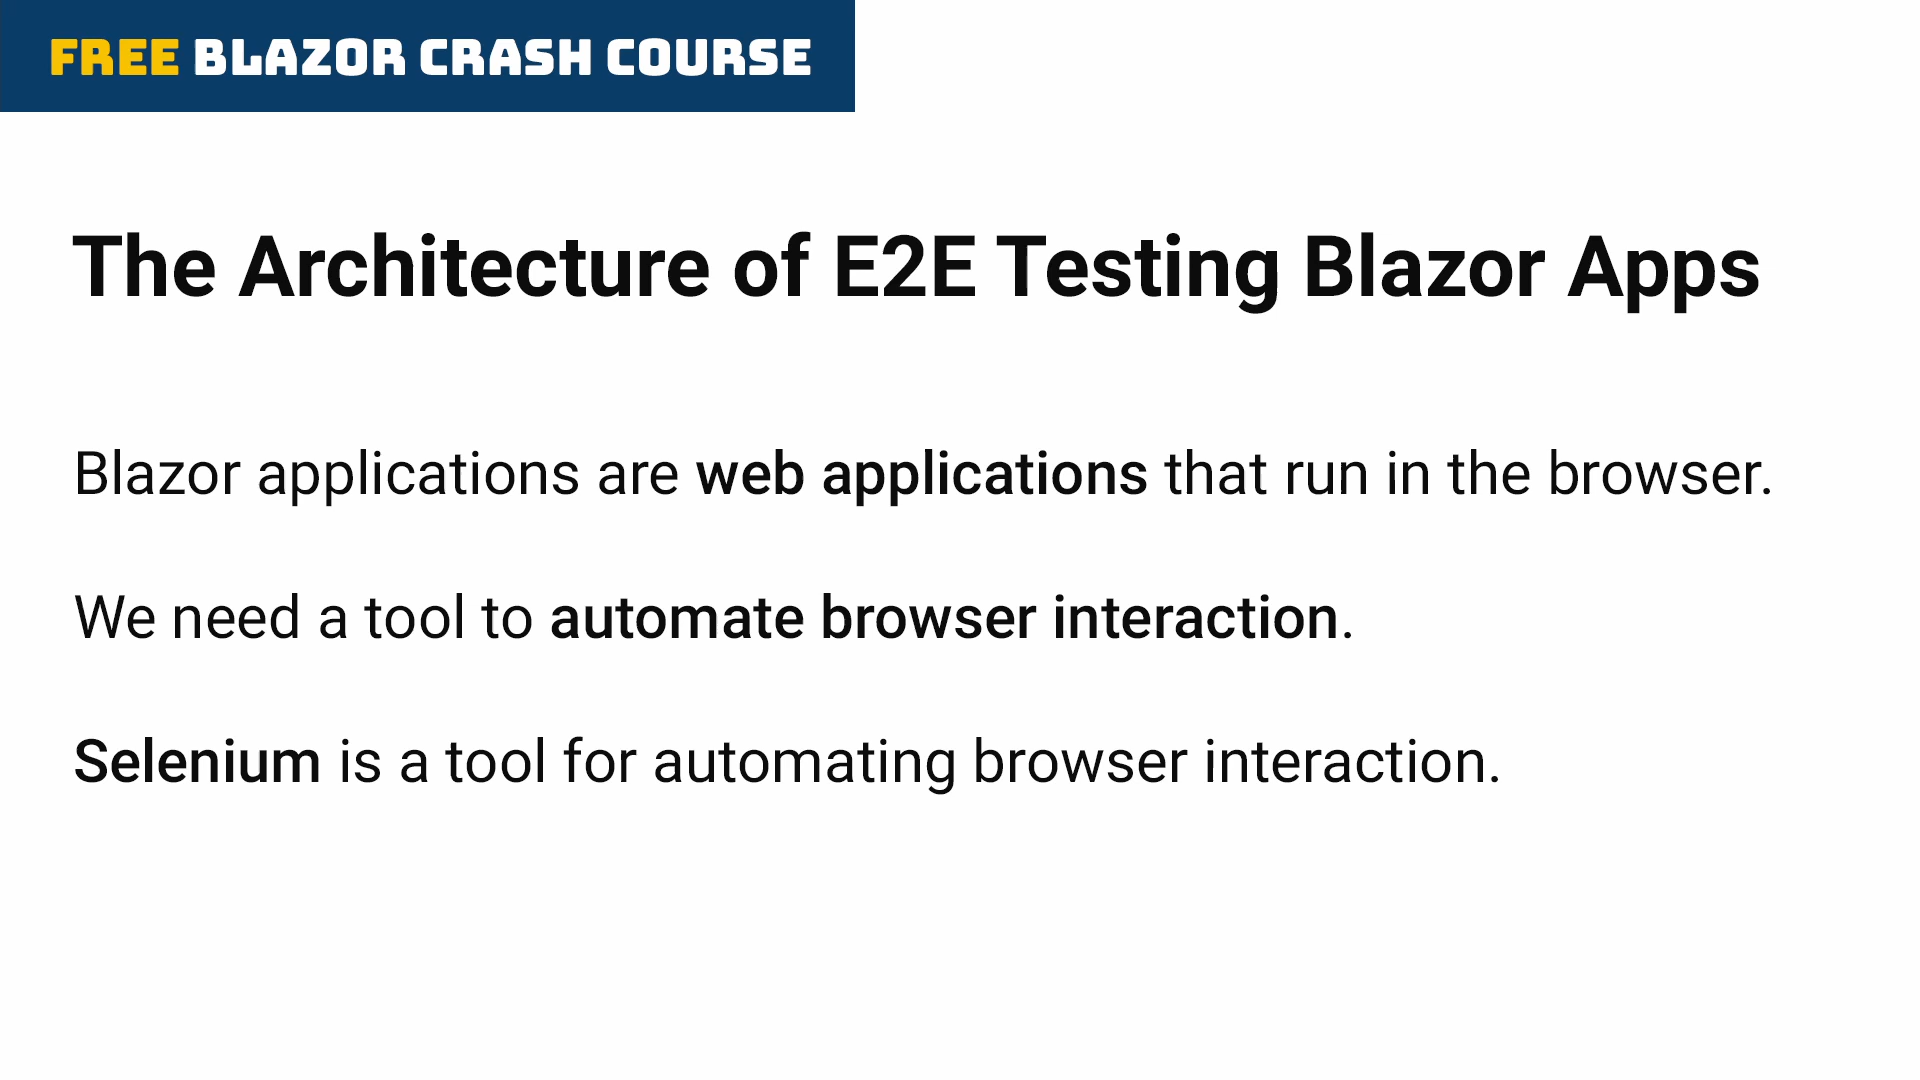 FREE BLAZOR CRASH COURSE
The Architecture of E2E Testing Blazor Apps
Blazor applications are web applications that run in the browser.
We need a tool to automate browser interaction.
Selenium is a tool for automating browser interaction.